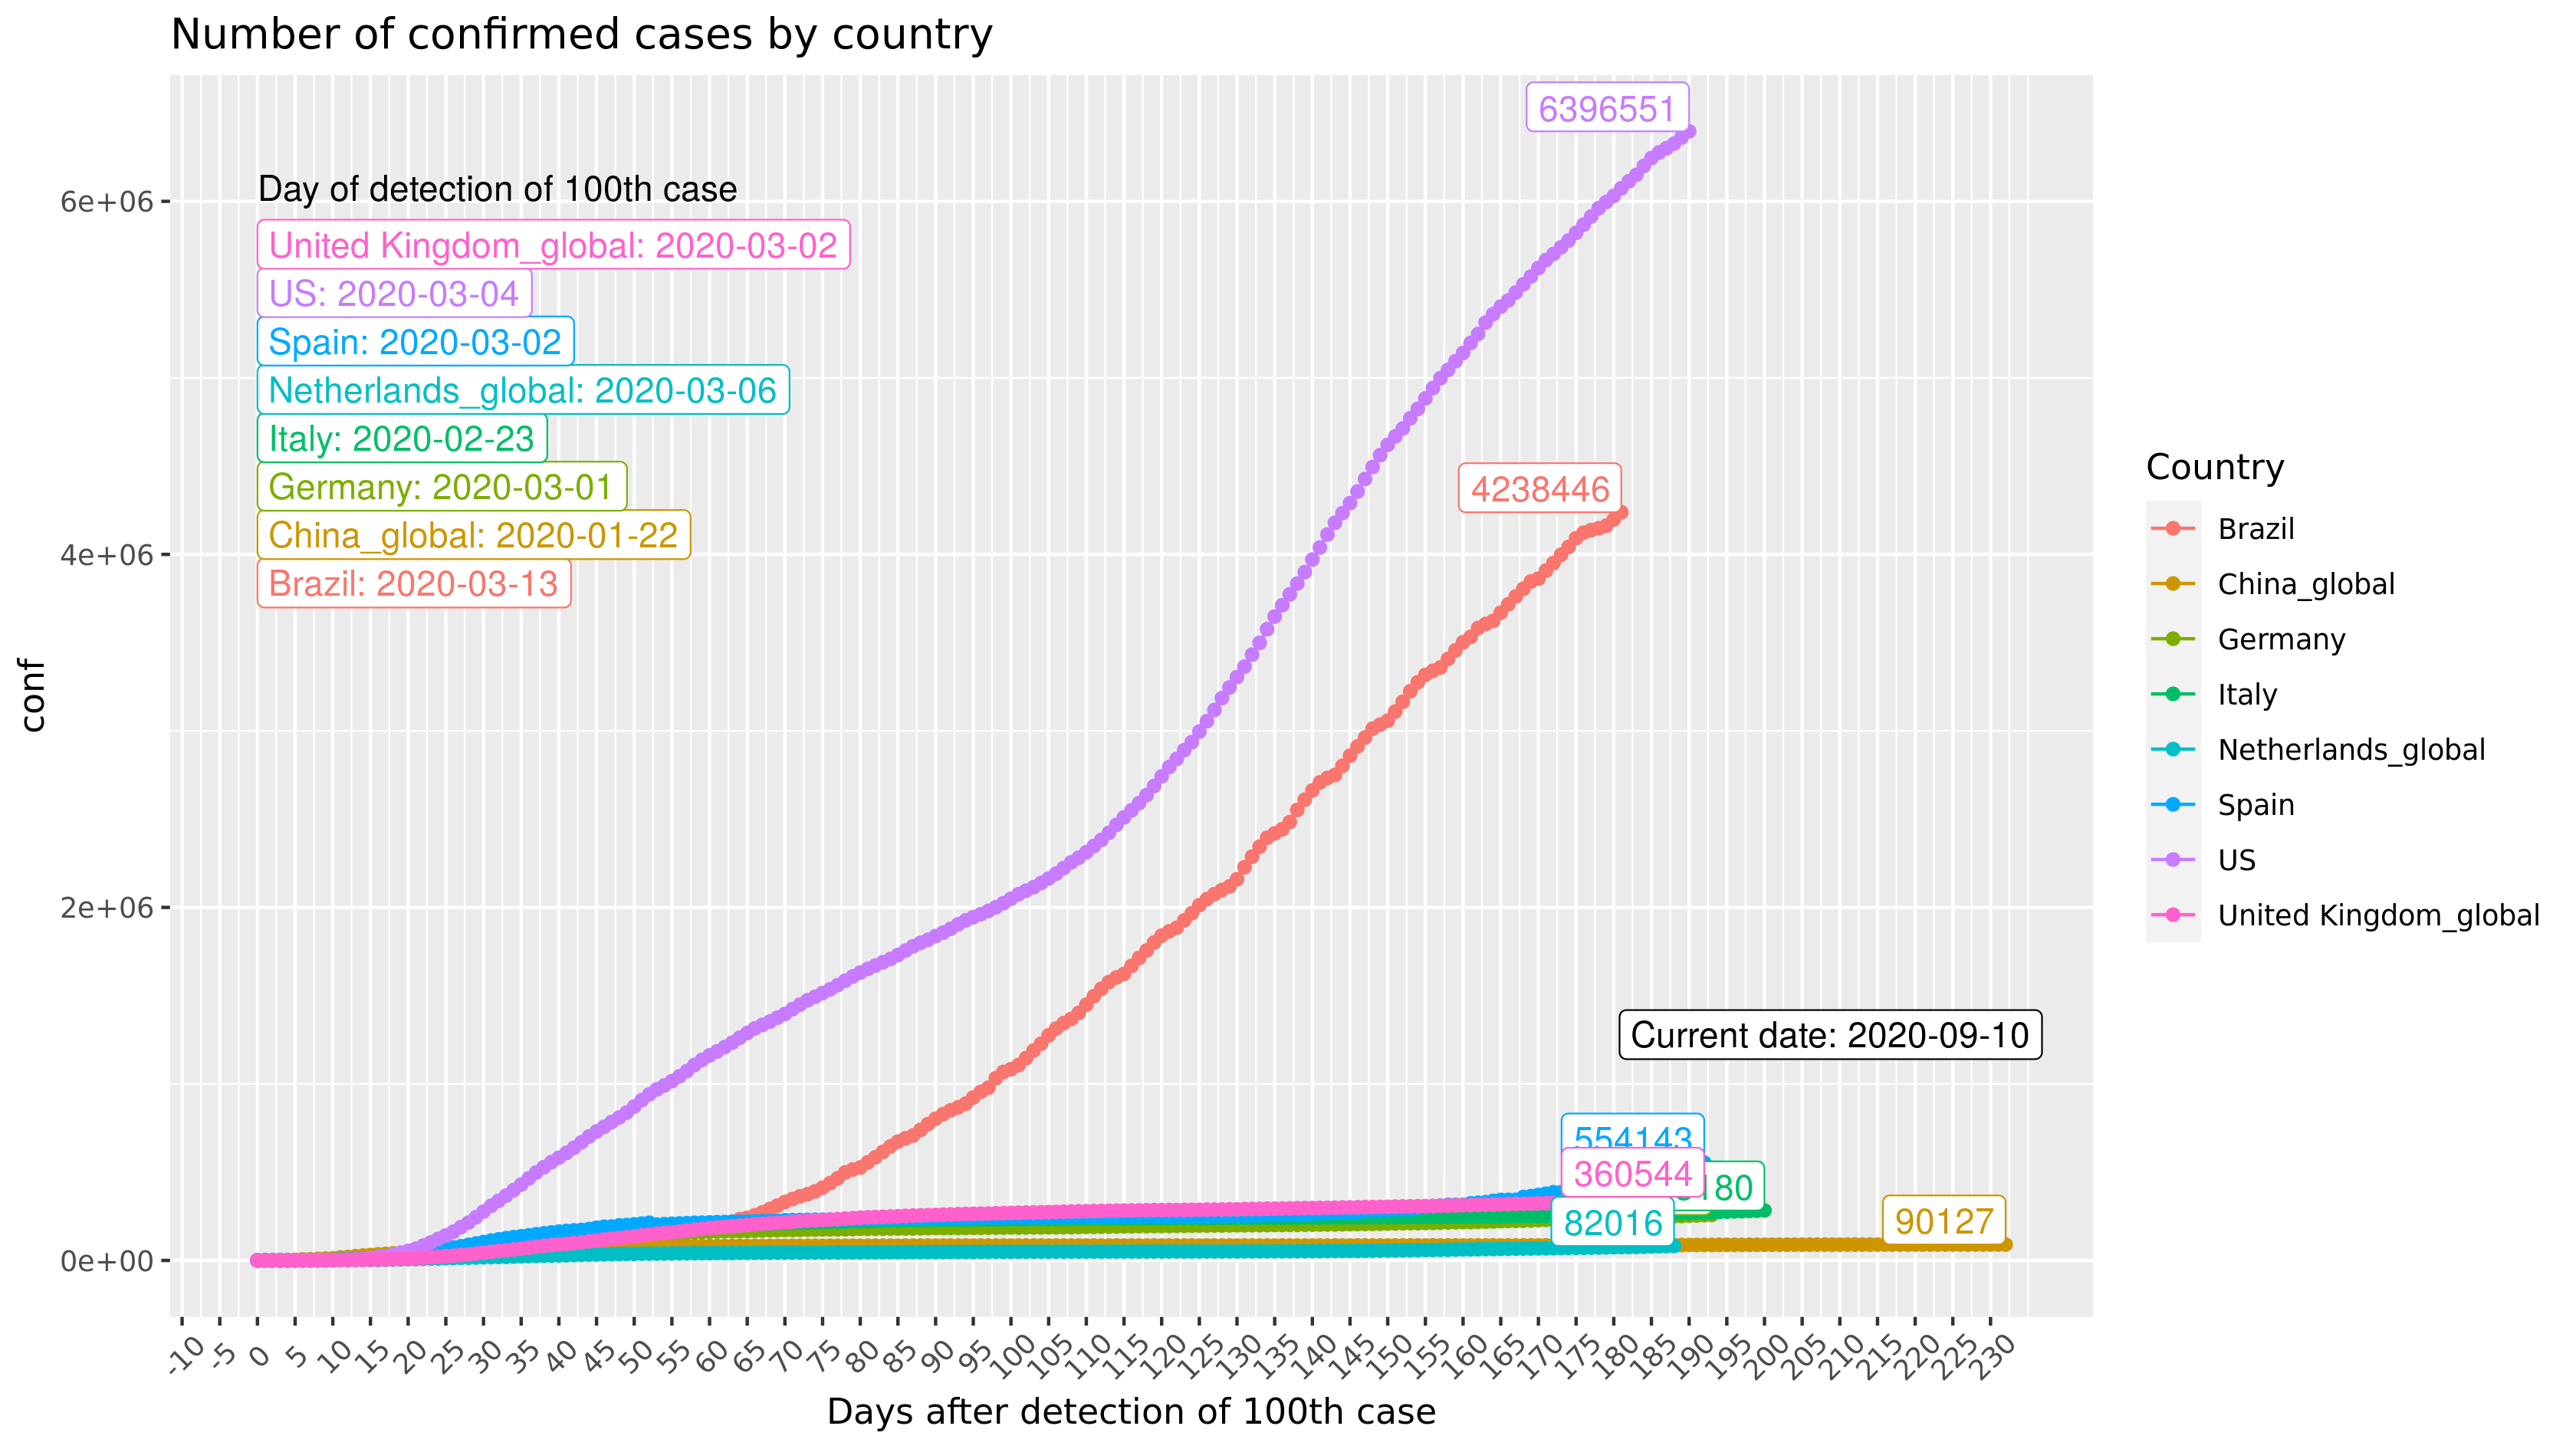 Number of confirmed cases by country
6396551
Day of detection of 100th case
6e+06
United Kingdom_global: 2020-03-02
US: 2020-03-04
Spain: 2020-03-02
Netherlands_global: 2020-03-06
Italy: 2020-02-23
Germany: 2020-03-01
China_global: 2020-01-22
Brazil: 2020-03-13
4238446
4e+06
conf
2e+06
Current date: 2020-09-10
554143
360544
180
82016
90127
0e+00
-10 -5 0 5 10 15 20 25 30 35 40 45 50 55 60 65 70 75 80 85 90 95 100 105 110 115 120 125 130 135 140 145 150 155 160 165 170 175 180 185 190 195 200 205 210 215 220 225 230
Days after detection of 100th case
Country
Brazil
China_global
Germany
Italy
Netherlands_global
Spain
US
United Kingdom_global